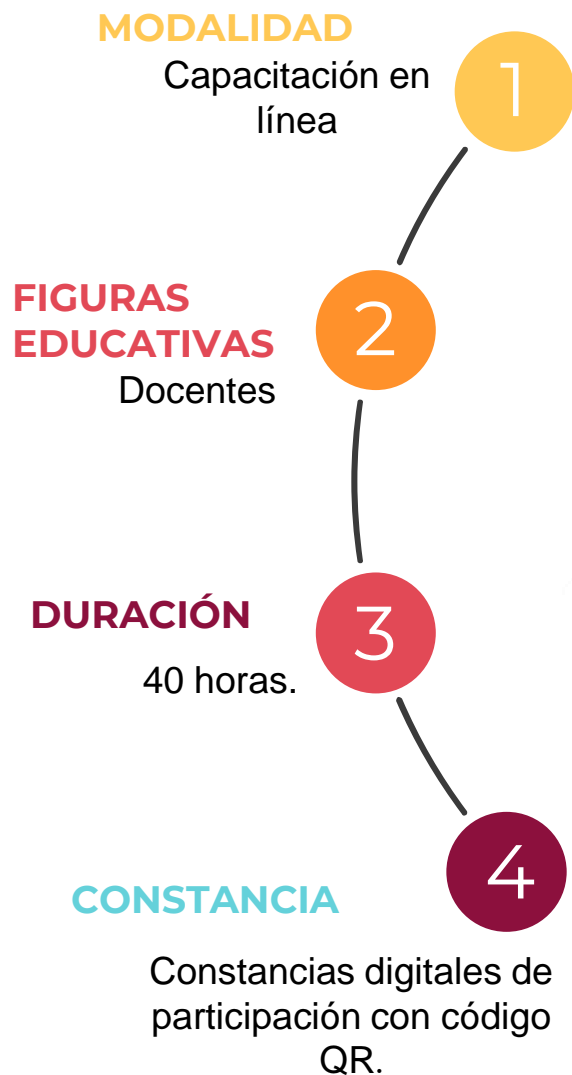 MODALIDAD
Capacitación en
línea
1
FIGURAS
EDUCATIVAS
Docentes
2
DURACIÓN
40 horas.
3
CONSTANCIA
4
Constancias digitales de
participación con código
QR.